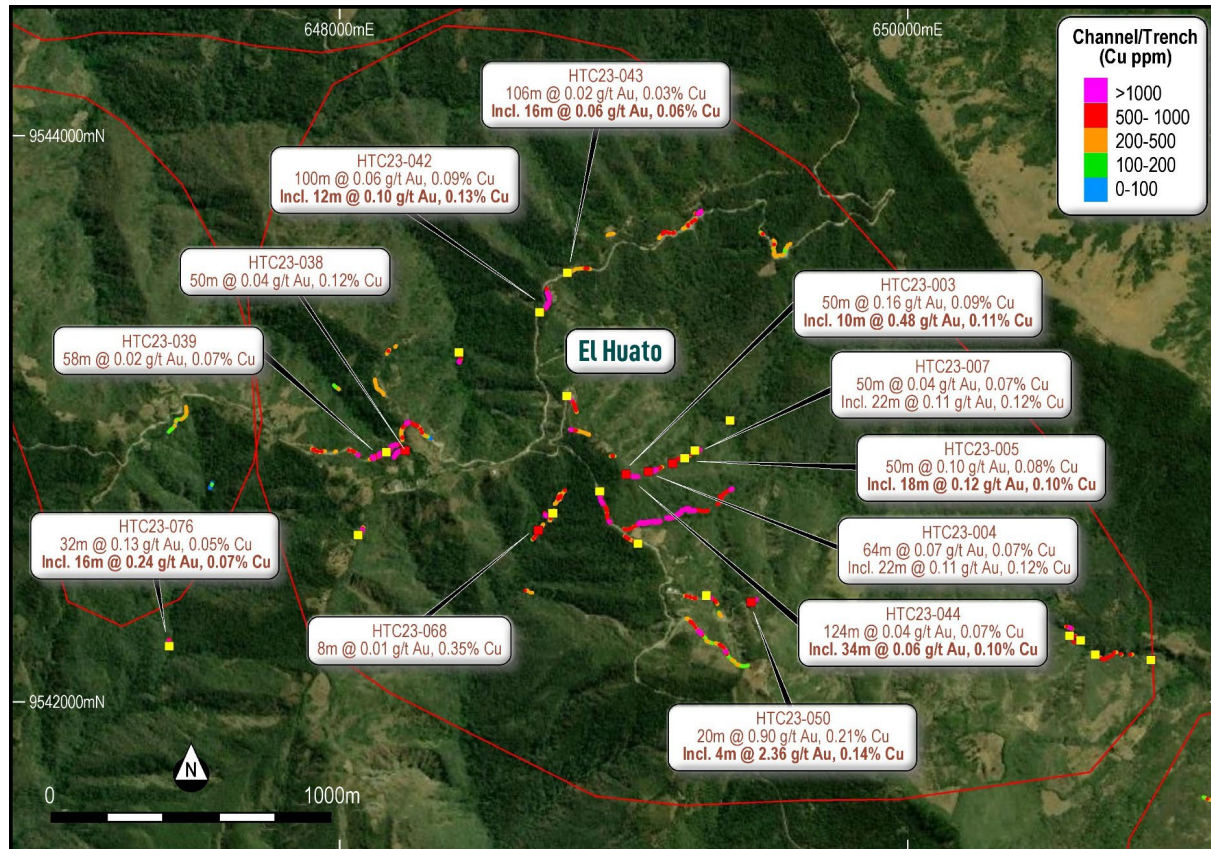 648000mE
650000mE
Channel/Trench
(Cu ppm)
>1000
500- 1000
200-500
100-200
0-100
HTC23-043
106m @ 0.02 g/t Au, 0.03% Cu
Incl. 16m @ 0.06 g/t Au, 0.06% Cu
9544000mN
HTC23-042
100m @ 0.06 g/t Au, 0.09% Cu
Incl. 12m @ 0.10 g/t Au, 0.13% Cu
HTC23-038
50m @ 0.04 g/t Au, 0.12% Cu
HTC23-003
50m @ 0.16 g/t Au, 0.09% Cu
Incl. 10m @ 0.48 g/t Au, 0.11% Cu
HTC23-039
58m @ 0.02 g/t Au, 0.07% Cu
El Huato
HTC23-007
50m @ 0.04 g/t Au, 0.07% Cu
Incl. 22m @ 0.11 g/t Au, 0.12% Cu
HTC23-005
50m @ 0.10 g/t Au, 0.08% Cu
Incl. 18m @ 0.12 g/t Au, 0.10% Cu
HTC23-076
32m @ 0.13 g/t Au, 0.05% Cu
Incl. 16m @ 0.24 g/t Au, 0.07% Cu
HTC23-004
64m @ 0.07 g/t Au, 0.07% Cu
Incl. 22m @ 0.11 g/t Au, 0.12% Cu
HTC23-068
8m @ 0.01 g/t Au, 0.35% Cu
HTC23-044
124m @ 0.04 g/t Au, 0.07% Cu
Incl. 34m @ 0.06 g/t Au, 0.10% Cu
9542000mN
HTC23-050
20m @ 0.90 g/t Au, 0.21% Cu
Incl. 4m @ 2.36 g/t Au, 0.14% Cu
N
0
1000m